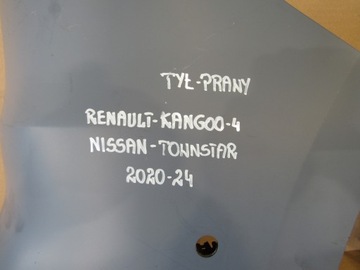 TYŁ-PRANY
RENAULT-KANGOO-4
NISSAN-TOWNSTAR
2020-24